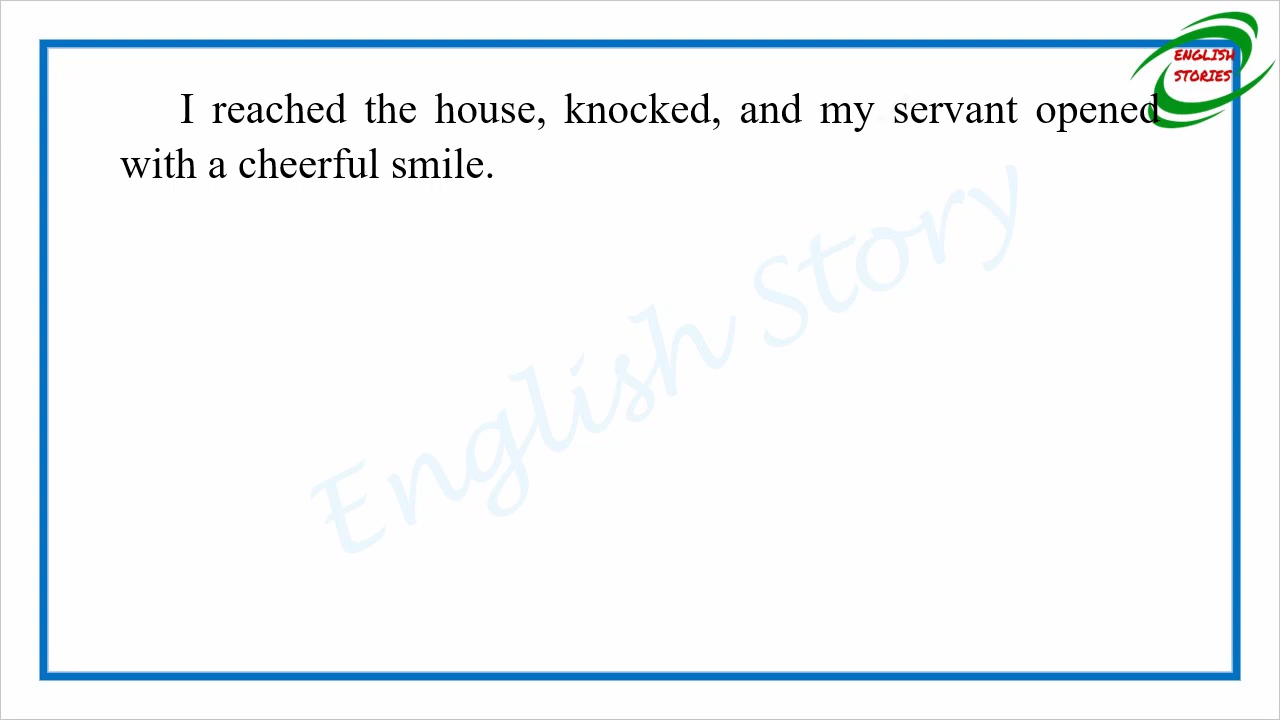 ENGLISH
STORIES
I reached the house, knocked, and my servant opened
with a cheerful smile.
English Story